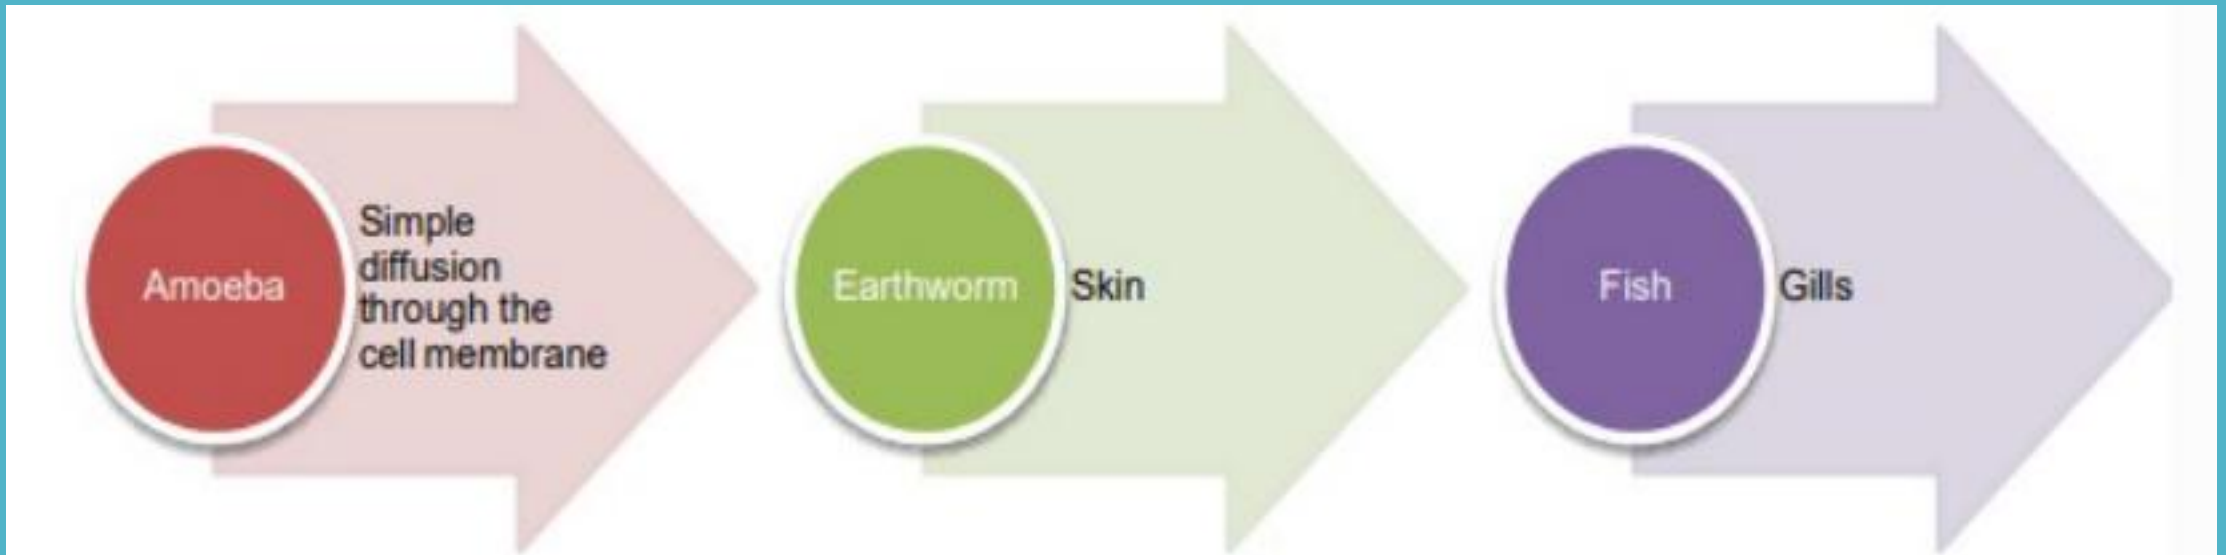 Amoeba
Simple
diffusion
through the
cell membrane
Earthworm
Skin
Fish
Gills